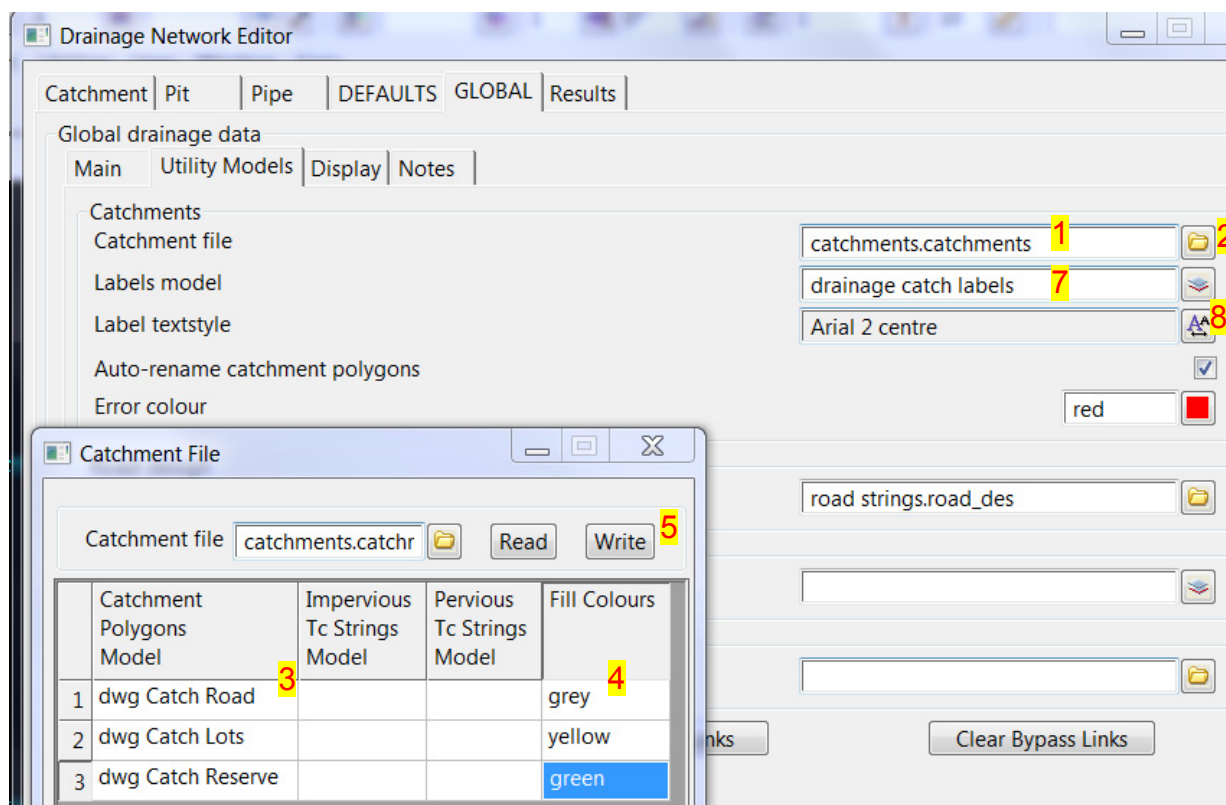 Drainage Network Editor
Catchment Pit Pipe DEFAULTS GLOBAL Results
Global drainage data
Main Utility Models Display Notes
Catchments
Catchment file catchments.catchments 1 2
Labels model drainage catch labels 7
Label textstyle Arial 2 centre 8
Auto-rename catchment polygons
Error colour red
Catchment File
road strings.road_des
Catchment file catchments.catchr Read Write 5
Catchment Polygons Model 3 Impervious Tc Strings Model Pervious Tc Strings Model Fill Colours 4
1 dwg Catch Road grey
2 dwg Catch Lots yellow
nks Clear Bypass Links
3 dwg Catch Reserve green